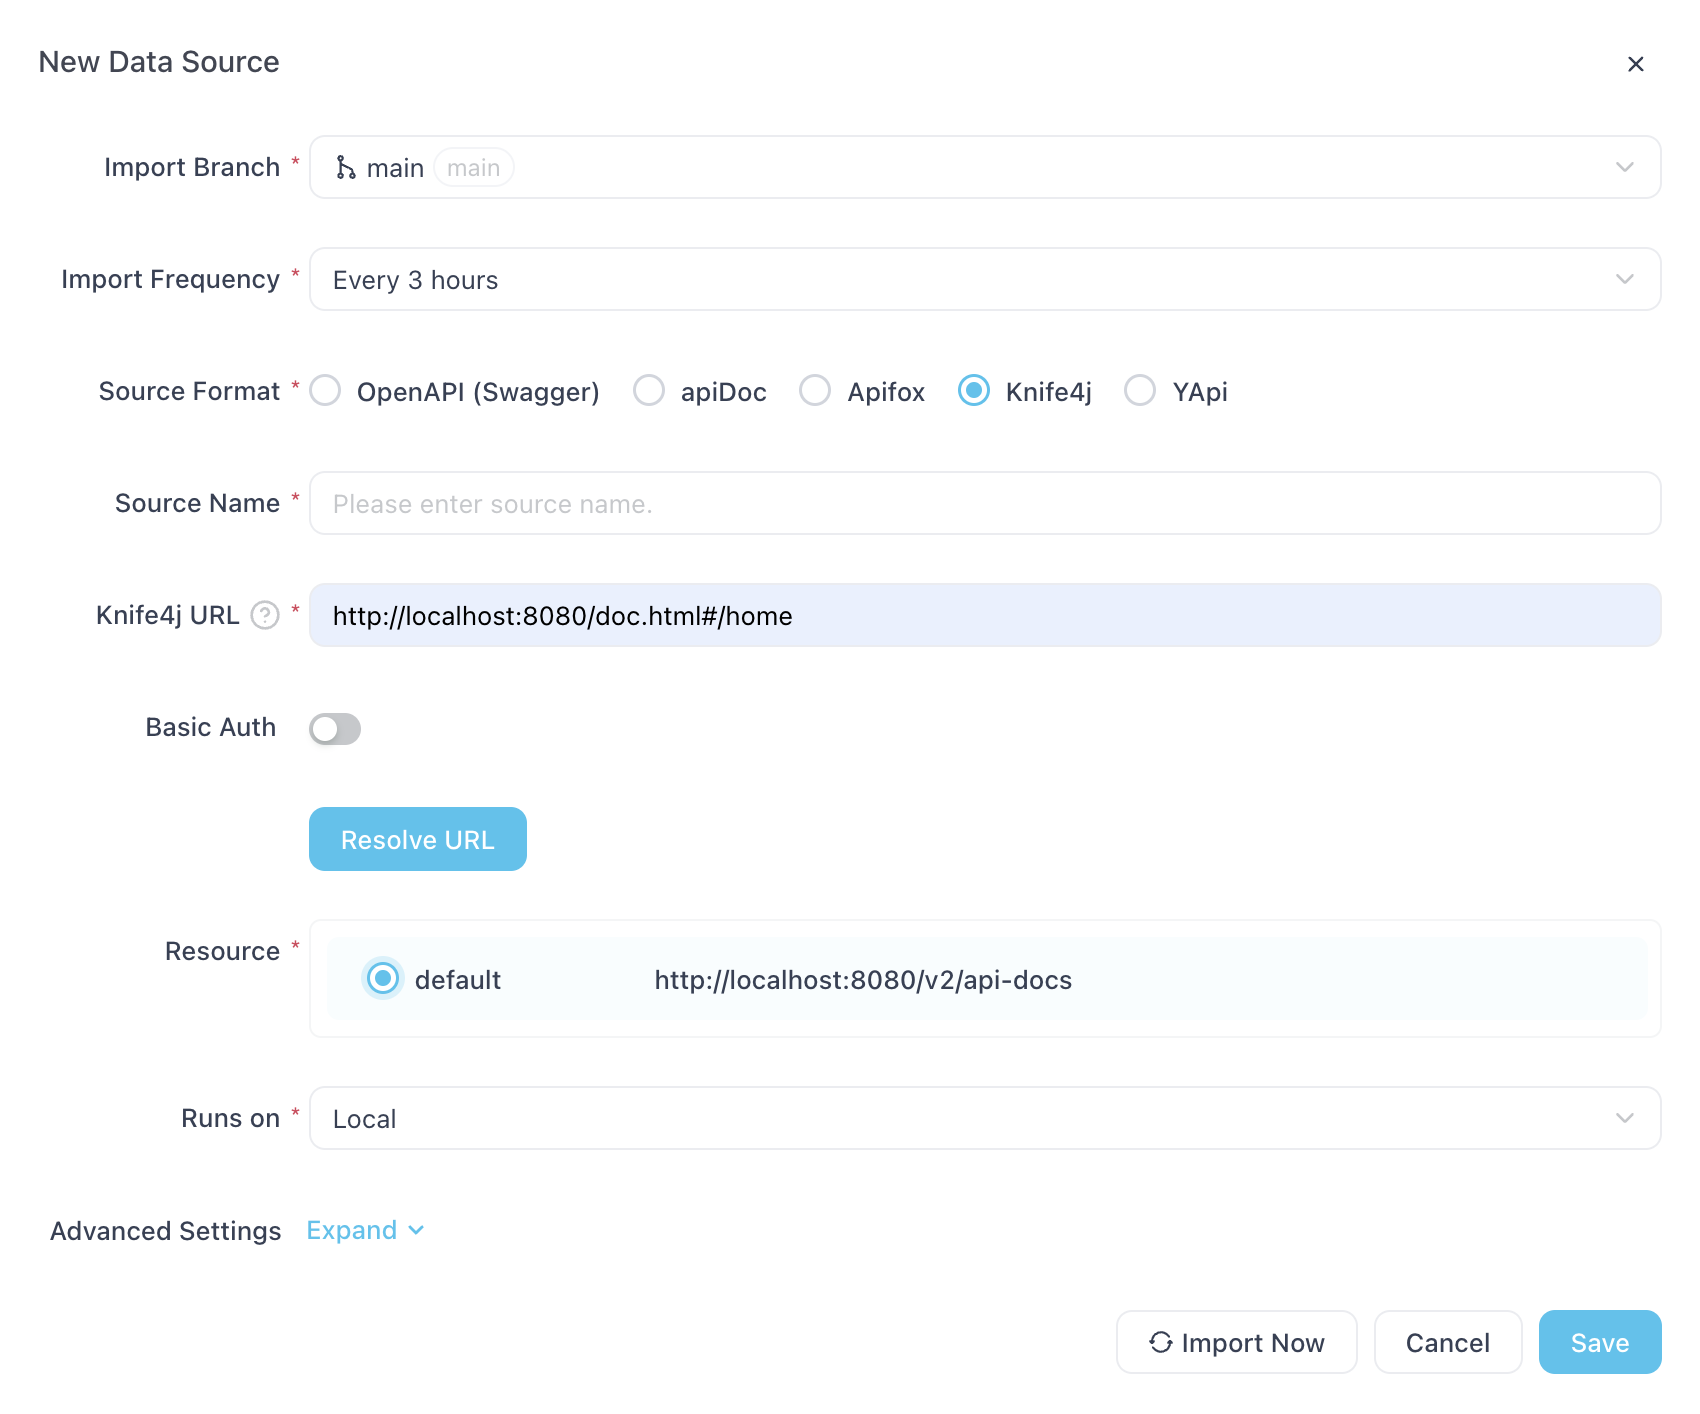 New Data Source
Import Branch * main main
Import Frequency * Every 3 hours
Source Format * OpenAPI (Swagger) apiDoc Apifox Knife4j YApi
Source Name * Please enter source name.
Knife4j URL ? * http://localhost:8080/doc.html#/home
Basic Auth
Resolve URL
Resource * default http://localhost:8080/v2/api-docs
Runs on * Local
Advanced Settings Expand
Import Now Cancel Save